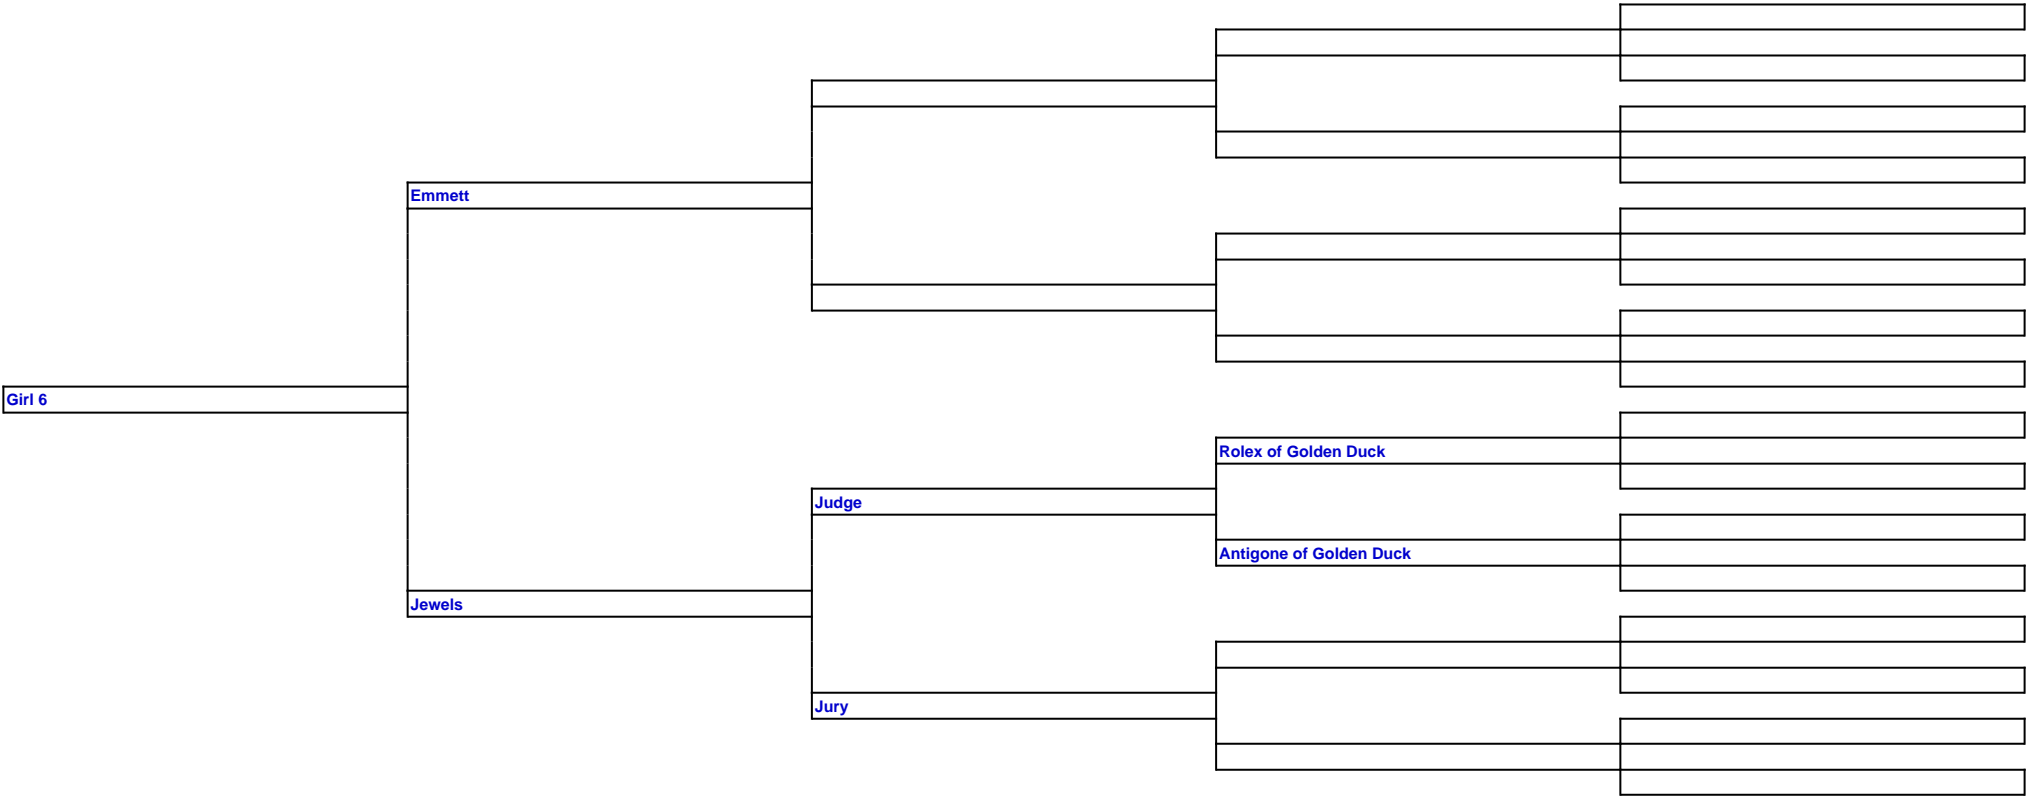 Emmett
Girl 6
Rolex of Golden Duck
Judge
Antigone of Golden Duck
Jewels
Jury